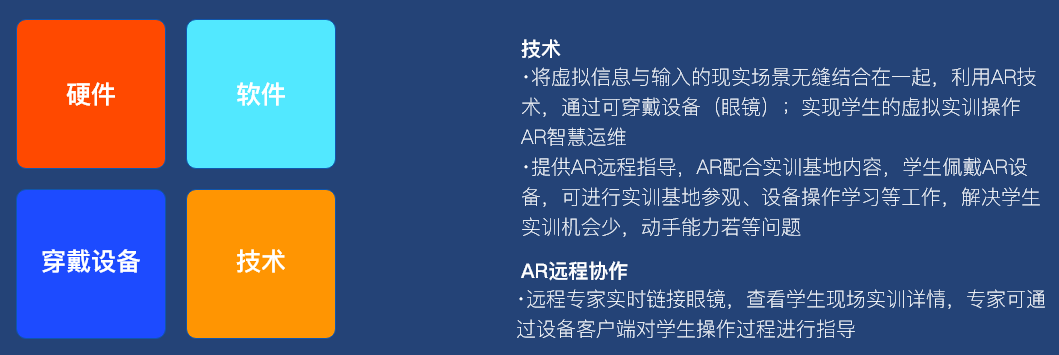 硬件
软件
穿戴设备
技术
技术
·将虚拟信息与输入的现实场景无缝结合在一起，利用AR技
术，通过可穿戴设备（眼镜）；实现学生的虚拟实训操作
AR智慧运维
·提供AR远程指导，AR配合实训基地内容，学生佩戴AR设
备，可进行实训基地参观、设备操作学习等工作，解决学生
实训机会少，动手能力若等问题
AR远程协作
·远程专家实时链接眼镜，查看学生现场实训详情，专家可通
过设备客户端对学生操作过程进行指导